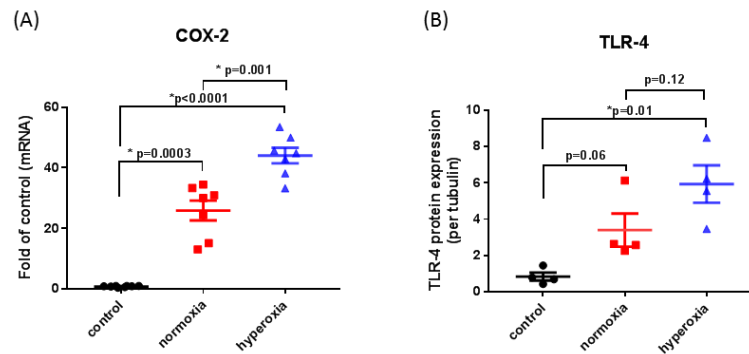 (A)
COX-2
* p=0.001
*p<0.0001
* p=0.0003
Fold of control (mRNA)
60
40
20
0
control
normoxia
hyperoxia
(B)
TLR-4
p=0.12
*p=0.01
p=0.06
TLR-4 protein expression
(per tubulin)
10
8
6
4
2
0
control
normoxia
hyperoxia